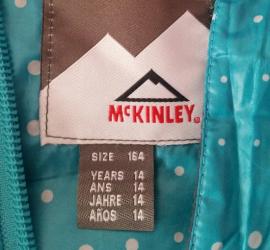 McKINLEY®
SIZE 164
YEARS 14
ANS 14
JAHRE 14
AÑOS 14